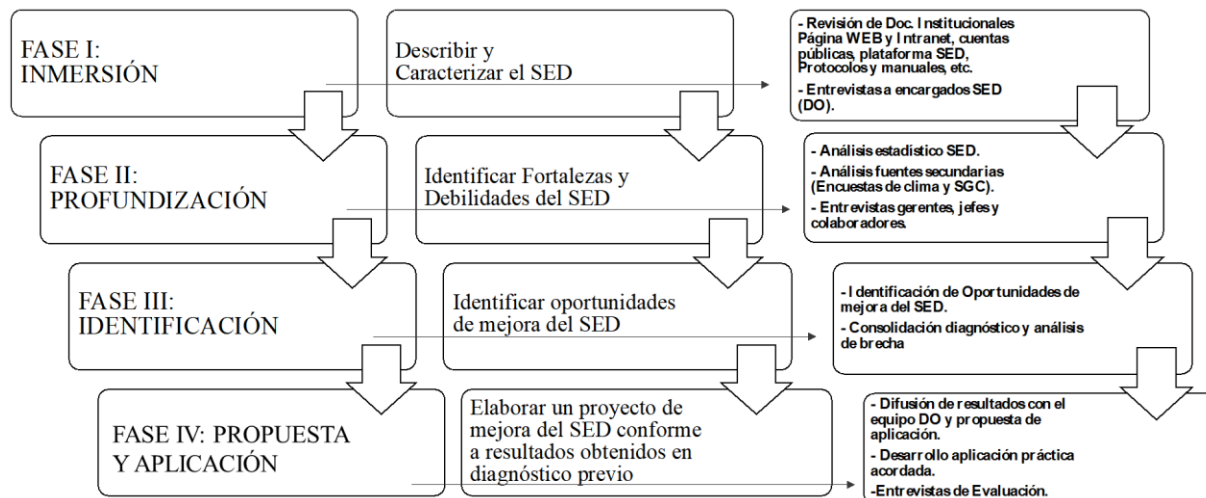 FASE I:
INMERSIÓN
Describir y
Caracterizar el SED
- Revisión de Doc. Institucionales
Página WEB y Intranet, cuentas
públicas, plataforma SED,
Protocolos y manuales, etc.
- Entrevistas a encargados SED
(DO).
FASE II:
PROFUNDIZACIÓN
Identificar Fortalezas y
Debilidades del SED
- Análisis estadístico SED.
- Análisis fuentes secundarias
(Encuestas de clima y SGC).
- Entrevistas gerentes, jefes y
colaboradores.
FASE III:
IDENTIFICACIÓN
Identificar oportunidades
de mejora del SED
- Identificación de Oportunidades de
mejora del SED.
- Consolidación diagnóstico y análisis
de brecha
FASE IV: PROPUESTA
Y APLICACIÓN
Elaborar un proyecto de
mejora del SED conforme
a resultados obtenidos en
diagnóstico previo
- Difusión de resultados con el
equipo DO y propuesta de
aplicación.
- Desarrollo aplicación práctica
acordada.
-Entrevistas de Evaluación.